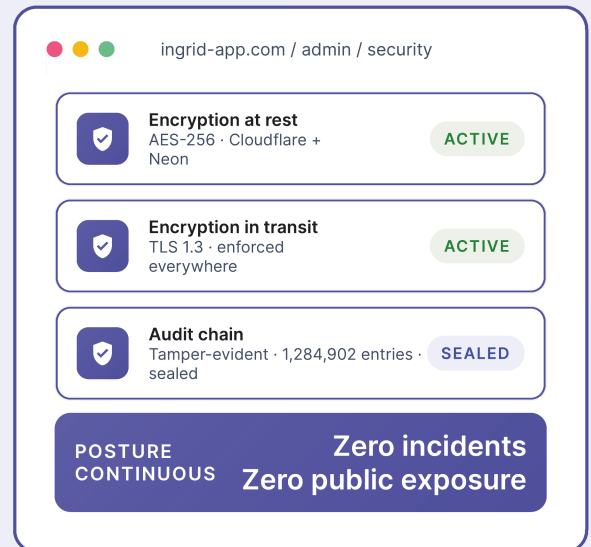 ingrid-app.com / admin / security
Encryption at rest
AES-256 · Cloudflare +
Neon
ACTIVE
Encryption in transit
TLS 1.3 · enforced
everywhere
ACTIVE
Audit chain
Tamper-evident · 1,284,902 entries ·
sealed
SEALED
POSTURE
CONTINUOUS
Zero incidents
Zero public exposure